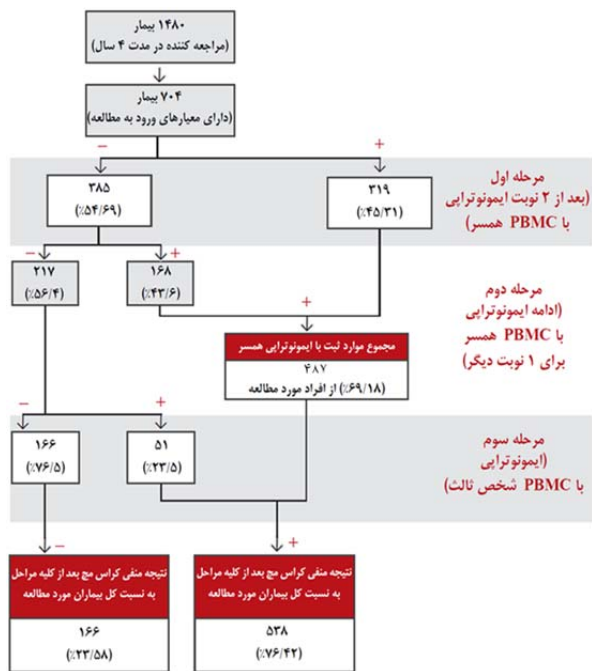 ۱۴۸۰ بیمار
(مراجعه کننده در مدت ۴ سال)
۷۰۴ بیمار
(دارای معیارهای ورود به مطالعه)
−
+
مرحله اول
(بعد از ۲ نوبت ایمونوتراپی
با PBMC همسر)
۳۸۵
(٪۵۴/۶۹)
۳۱۹
(٪۴۵/۳۱)
−
+
۲۱۷
(٪۵۶/۴)
۱۶۸
(٪۴۳/۶)
+
مرحله دوم
(ادامه ایمونوتراپی
با PBMC همسر
برای ۱ نوبت دیگر)
مجموع موارد ثبت با ایمونوتراپی همسر
۴۸۷
(٪۶۹/۱۸) از افراد مورد مطالعه
−
+
مرحله سوم
(ایمونوتراپی
با PBMC شخص ثالث)
۱۶۶
(٪۷۶/۵)
۵۱
(٪۲۳/۵)
−
+
نتیجه منفی کراس مچ بعد از کلیه مراحل
به نسبت کل بیماران مورد مطالعه
۱۶۶
(٪۲۳/۵۸)
نتیجه منفی کراس مچ بعد از کلیه مراحل
به نسبت کل بیماران مورد مطالعه
۵۳۸
(٪۷۶/۴۲)